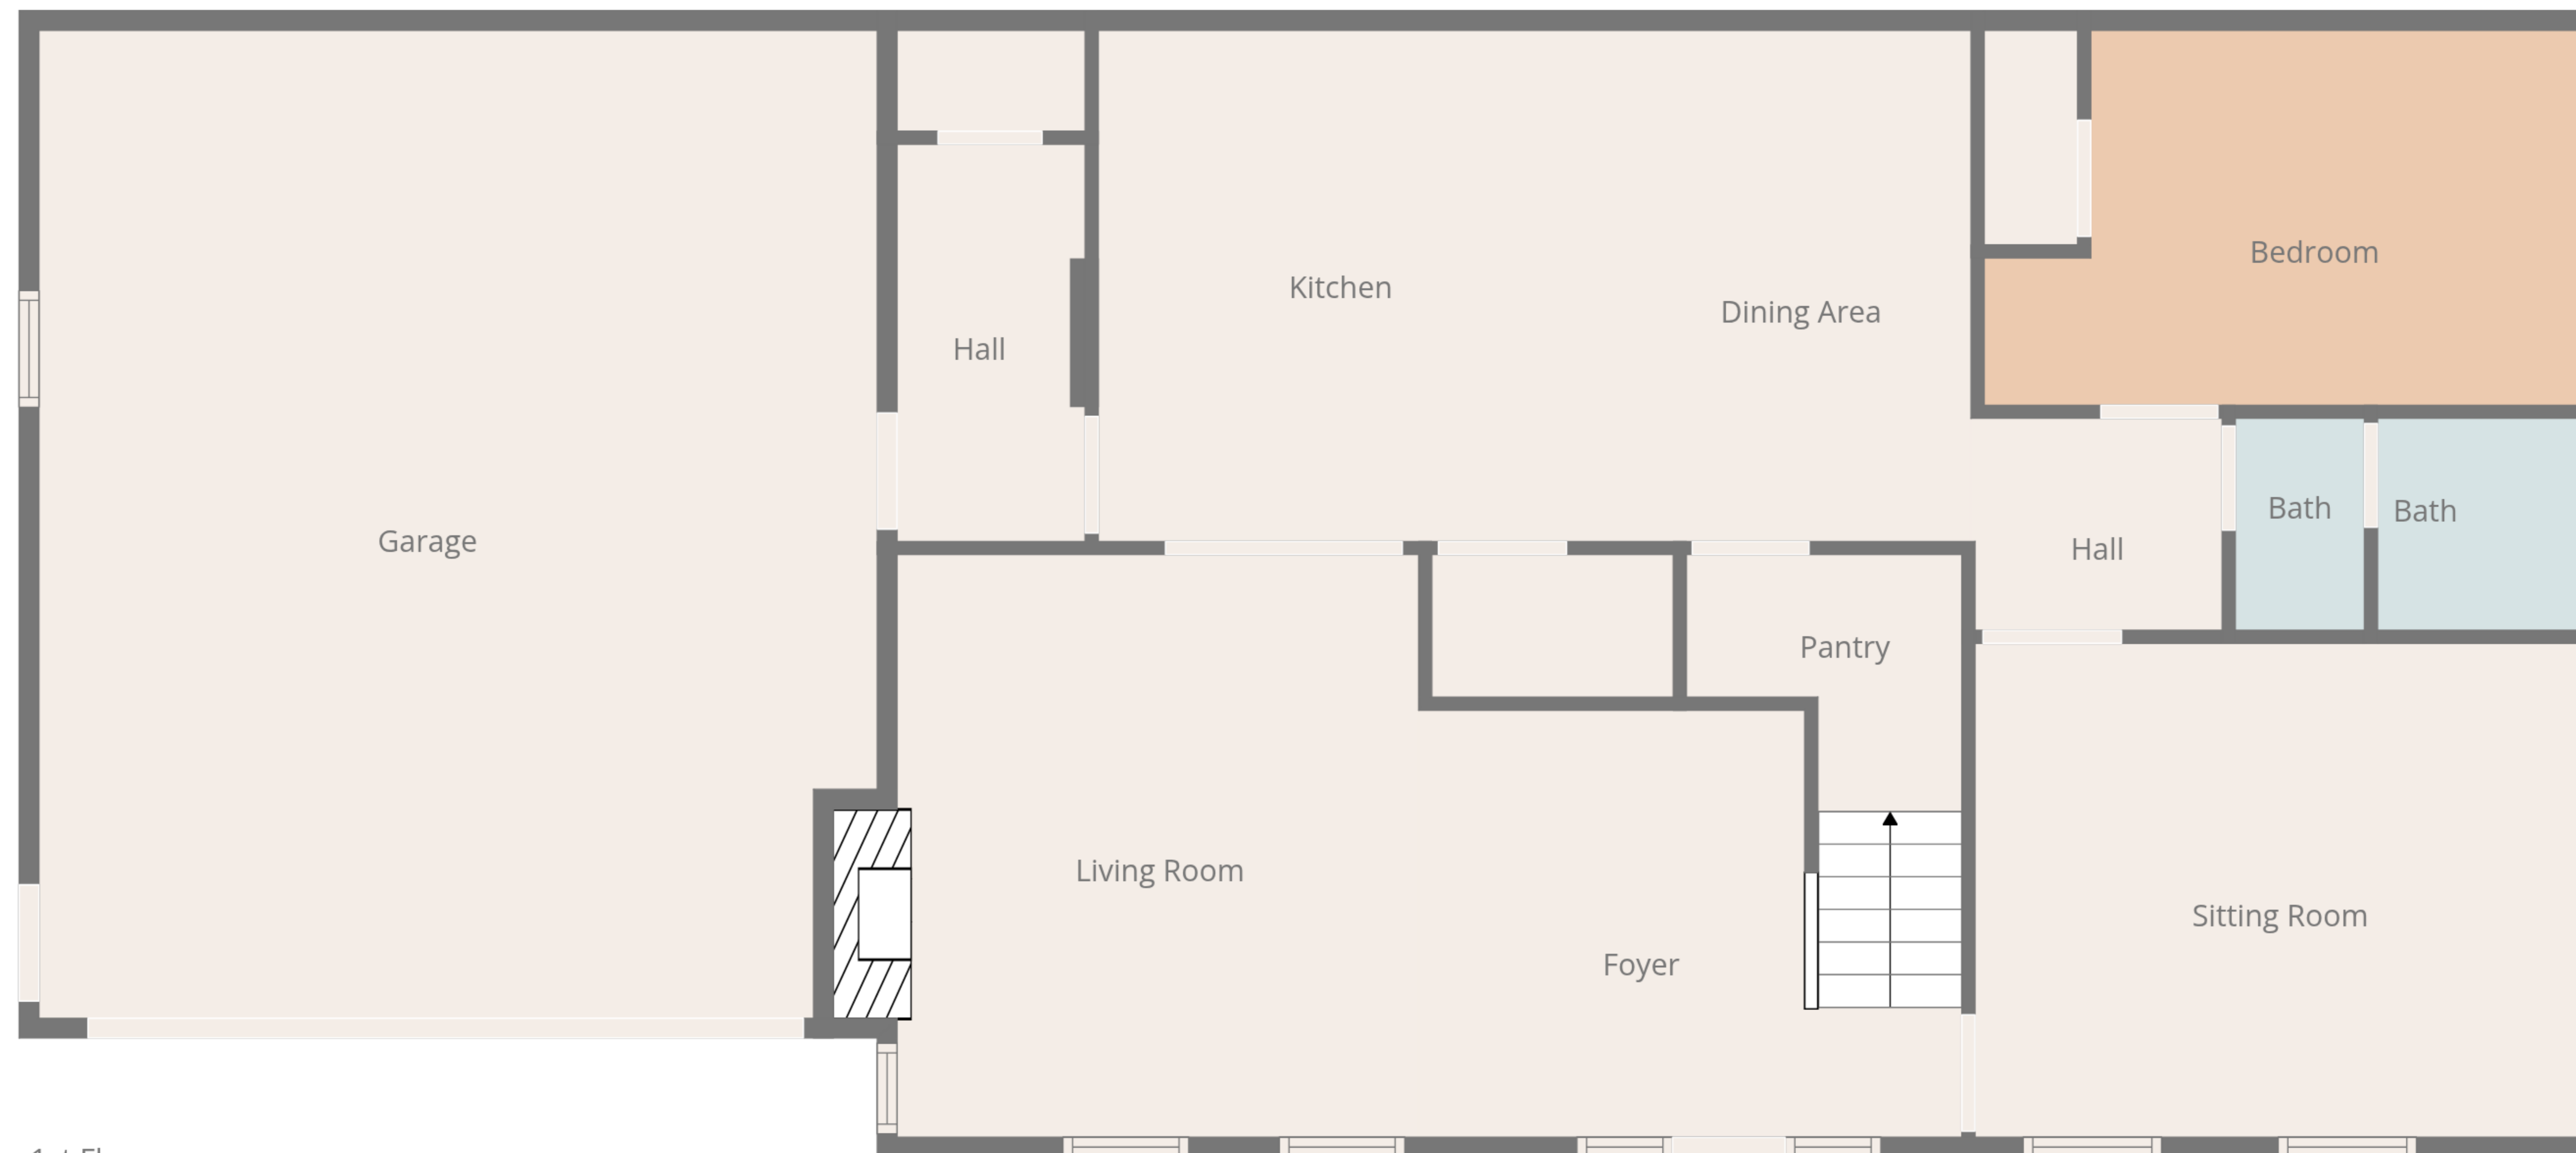 Bedroom
Kitchen
Dining Area
Hall
Bath
Bath
Garage
Hall
Pantry
Living Room
Sitting Room
Foyer